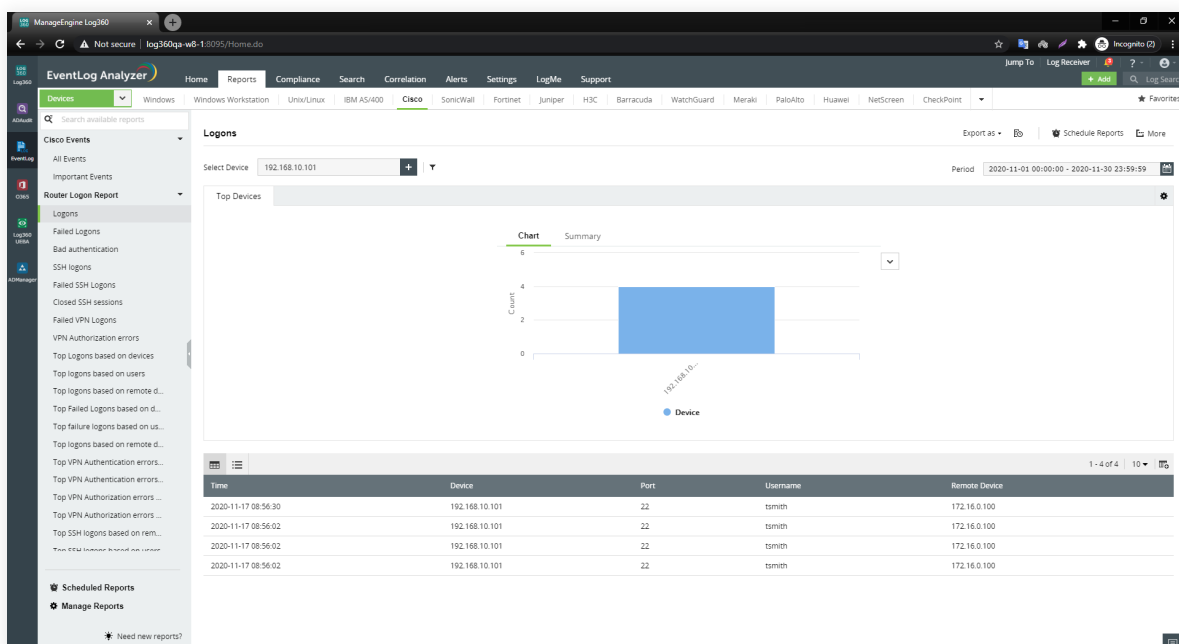 ManageEngine Log360
Not secure | log360qa-w8-1:8095/Home.do
Incognito (2)
LOG 360
Log360
EventLog Analyzer
Home Reports Compliance Search Correlation Alerts Settings LogMe Support
Jump To Log Receiver ?
+ Add Log Searc
Devices Windows Windows Workstation Unix/Linux IBM AS/400 Cisco SonicWall Fortinet Juniper H3C Barracuda WatchGuard Meraki PaloAlto Huawei NetScreen CheckPoint Favorites
ADAudit
EventLog
O365
Log360 UEBA
ADManager
Search available reports
Cisco Events
All Events
Important Events
Router Logon Report
Logons
Failed Logons
Bad authentication
SSH logons
Failed SSH Logons
Closed SSH sessions
Failed VPN Logons
VPN Authorization errors
Top Logons based on devices
Top logons based on users
Top logons based on remote d...
Top Failed Logons based on d...
Top failure logons based on us...
Top logons based on remote d...
Top VPN Authentication errors...
Top VPN Authentication errors...
Top VPN Authorization errors ...
Top VPN Authorization errors ...
Top SSH logons based on rem...
Top SSH logons based on users
Scheduled Reports
Manage Reports
Need new reports?
Logons
Export as Schedule Reports More
Select Device 192.168.10.101 +
Period 2020-11-01 00:00:00 - 2020-11-30 23:59:59
Top Devices
Chart Summary
6
4
2
0
Count
192.168.10...
Device
1 - 4 of 4 10
Time Device Port Username Remote Device
2020-11-17 08:56:30 192.168.10.101 22 tsmith 172.16.0.100
2020-11-17 08:56:02 192.168.10.101 22 tsmith 172.16.0.100
2020-11-17 08:56:02 192.168.10.101 22 tsmith 172.16.0.100
2020-11-17 08:56:02 192.168.10.101 22 tsmith 172.16.0.100